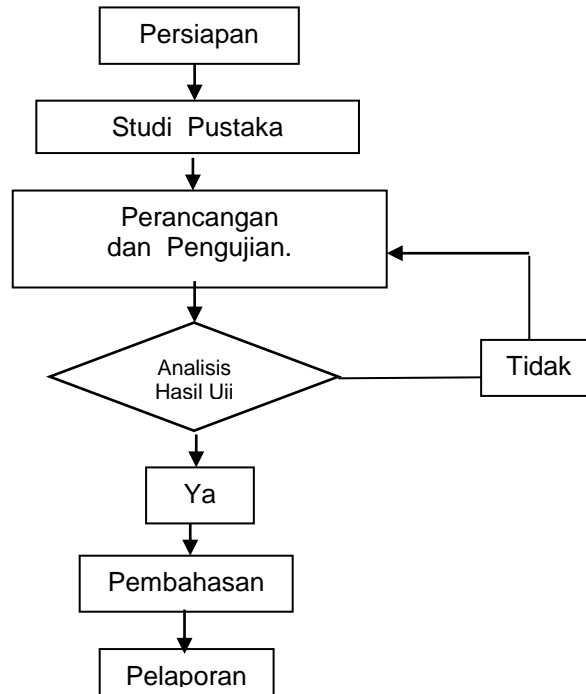 Persiapan
Studi Pustaka
Perancangan
dan Pengujian.
Analisis
Hasil Uii
Tidak
Ya
Pembahasan
Pelaporan